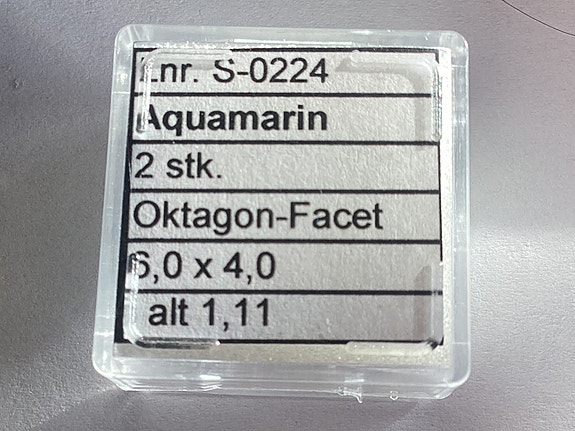 Lnr. S-0224
Aquamarin
2 stk.
Oktagon-Facet
6,0 x 4,0
alt 1,11